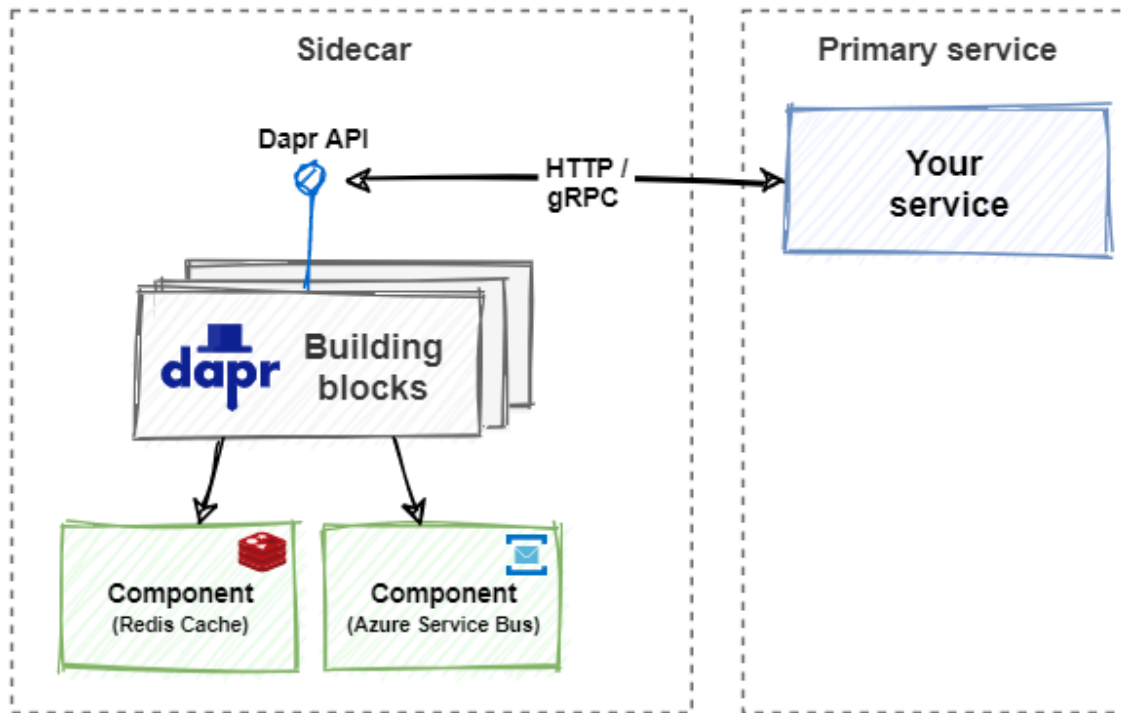 Sidecar
Primary service
Dapr API
HTTP /
gRPC
Your
service
dapr
Building
blocks
Component
(Redis Cache)
Component
(Azure Service Bus)